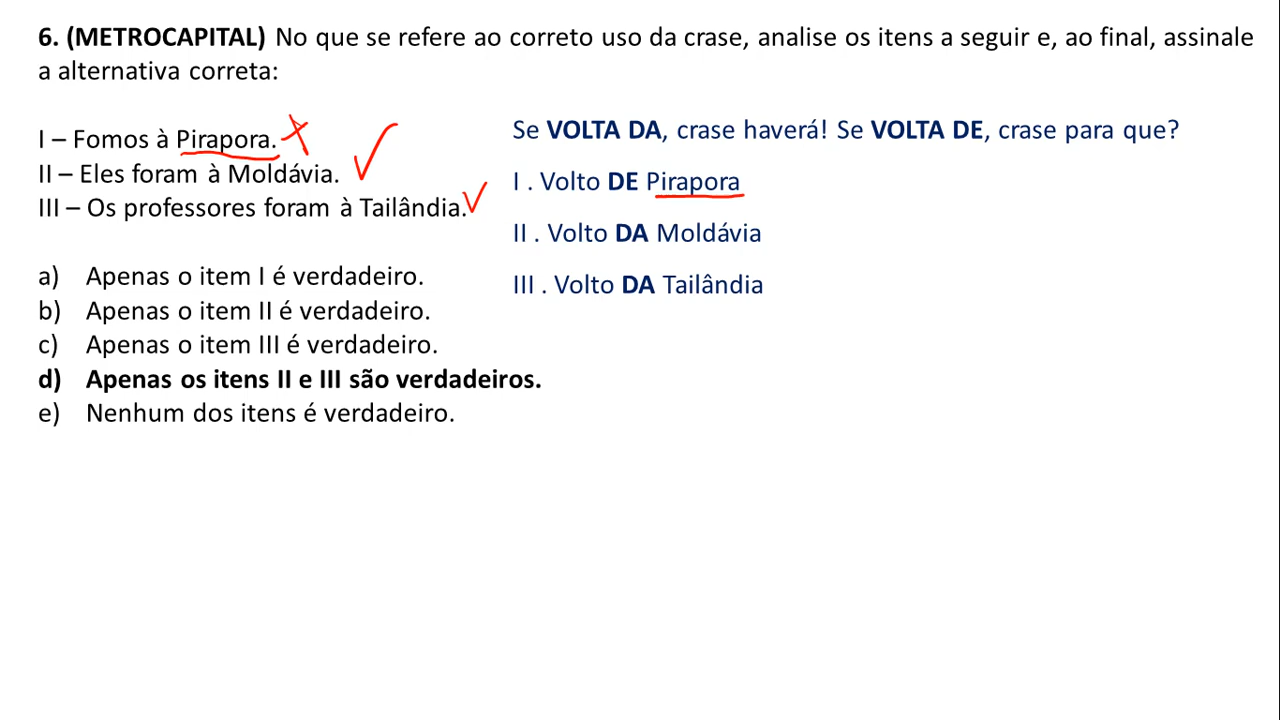 6. (METROCAPITAL) No que se refere ao correto uso da crase, analise os itens a seguir e, ao final, assinale
a alternativa correta:
I – Fomos à Pirapora.
II – Eles foram à Moldávia.
III – Os professores foram à Tailândia.
a) Apenas o item I é verdadeiro.
b) Apenas o item II é verdadeiro.
c) Apenas o item III é verdadeiro.
d) Apenas os itens II e III são verdadeiros.
e) Nenhum dos itens é verdadeiro.
Se VOLTA DA, crase haverá! Se VOLTA DE, crase para que?
I . Volto DE Pirapora
II . Volto DA Moldávia
III . Volto DA Tailândia